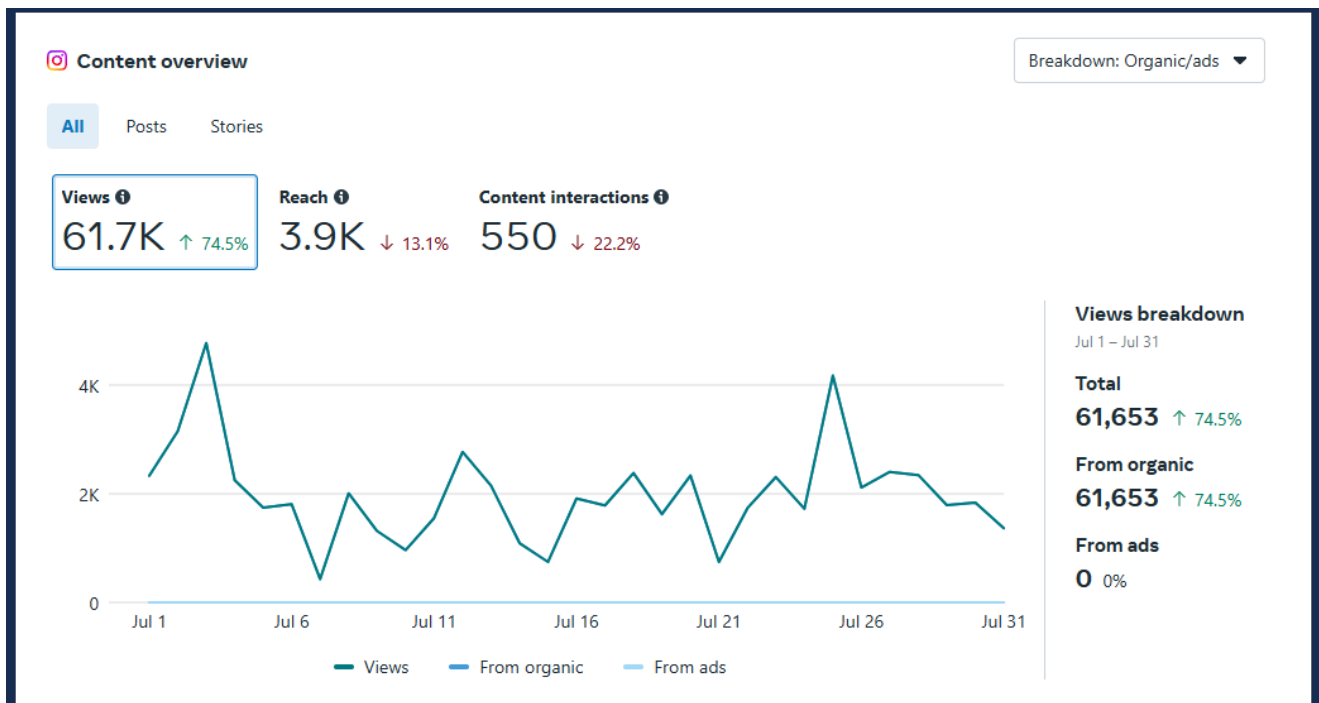 Content overview
Breakdown: Organic/ads
All Posts Stories
Views Reach Content interactions
61.7K ↑ 74.5% 3.9K ↓ 13.1% 550 ↓ 22.2%
4K
2K
0
Jul 1 Jul 6 Jul 11 Jul 16 Jul 21 Jul 26 Jul 31
Views From organic From ads
Views breakdown
Jul 1 – Jul 31
Total
61,653 ↑ 74.5%
From organic
61,653 ↑ 74.5%
From ads
0 0%